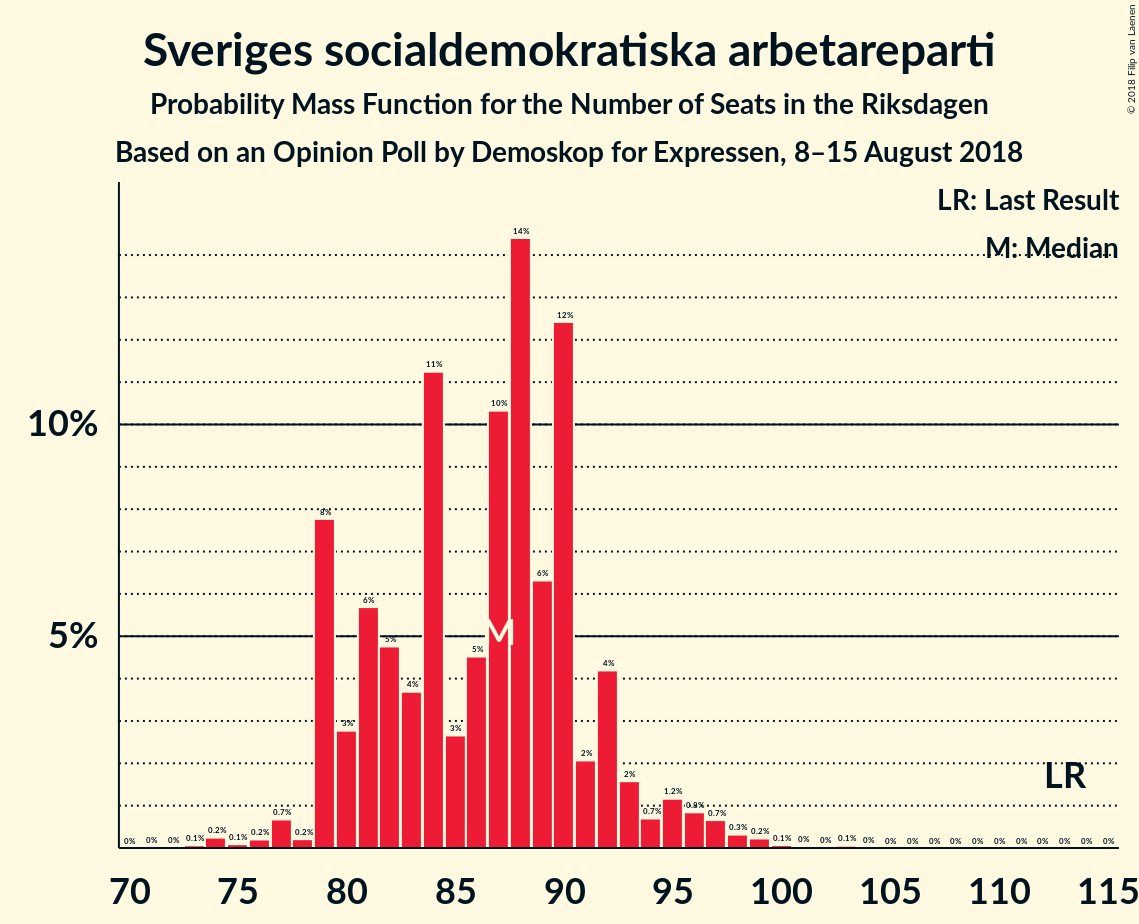 Sveriges socialdemokratiska arbetareparti
Probability Mass Function for the Number of Seats in the Riksdagen
Based on an Opinion Poll by Demoskop for Expressen, 8–15 August 2018
© 2018 Filip van Laenen
LR: Last Result
M: Median
10%
5%
0% 0% 0% 0.1% 0.2% 0.1% 0.2% 0.7% 0.2% 8% 3% 6% 5% 4% 11% 3% 5% 10% 14% 6% 12% 2% 4% 2% 0.7% 1.2% 0.8% 0.7% 0.3% 0.2% 0.1% 0% 0% 0.1% 0% 0% 0% 0% 0% 0% 0% 0% 0% 0% 0% 0%
M
LR
70 75 80 85 90 95 100 105 110 115